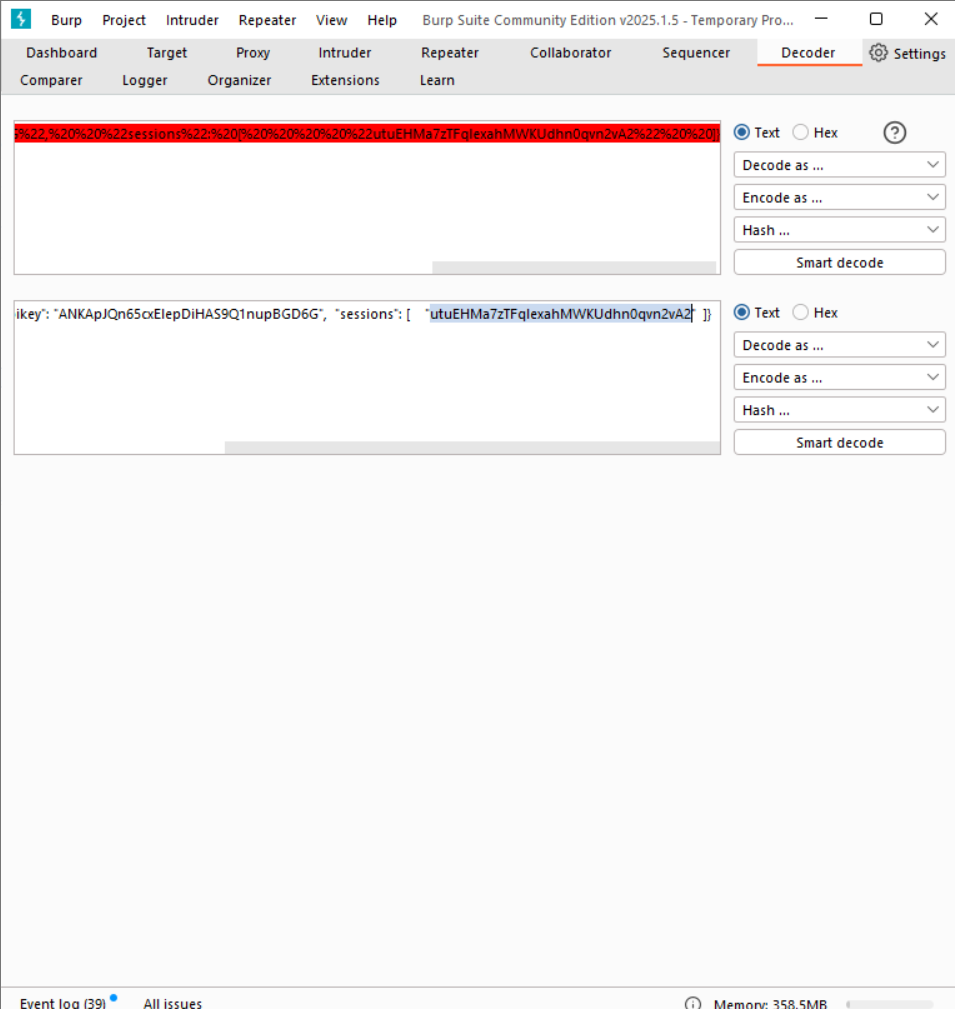 Burp Project Intruder Repeater View Help Burp Suite Community Edition v2025.1.5 - Temporary Pro...
Dashboard Target Proxy Intruder Repeater Collaborator Sequencer Decoder Settings
Comparer Logger Organizer Extensions Learn
%22,%20%20%22sessions%22:%20[%20%20%20%20%22utuEHMa7zTFqIexahMWKUdhn0qvn2vA2%22%20%20]}
Text Hex ?
Decode as ...
Encode as ...
Hash ...
Smart decode
ikey": "ANKApJQn65cxEIepDiHAS9Q1nupBGD6G", "sessions": [ "utuEHMa7zTFqIexahMWKUdhn0qvn2vA2" ]}
Text Hex
Decode as ...
Encode as ...
Hash ...
Smart decode
Event log (39) All issues Memory: 358.5MB